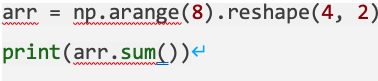 arr = np.arange(8).reshape(4, 2)
print(arr.sum())↵